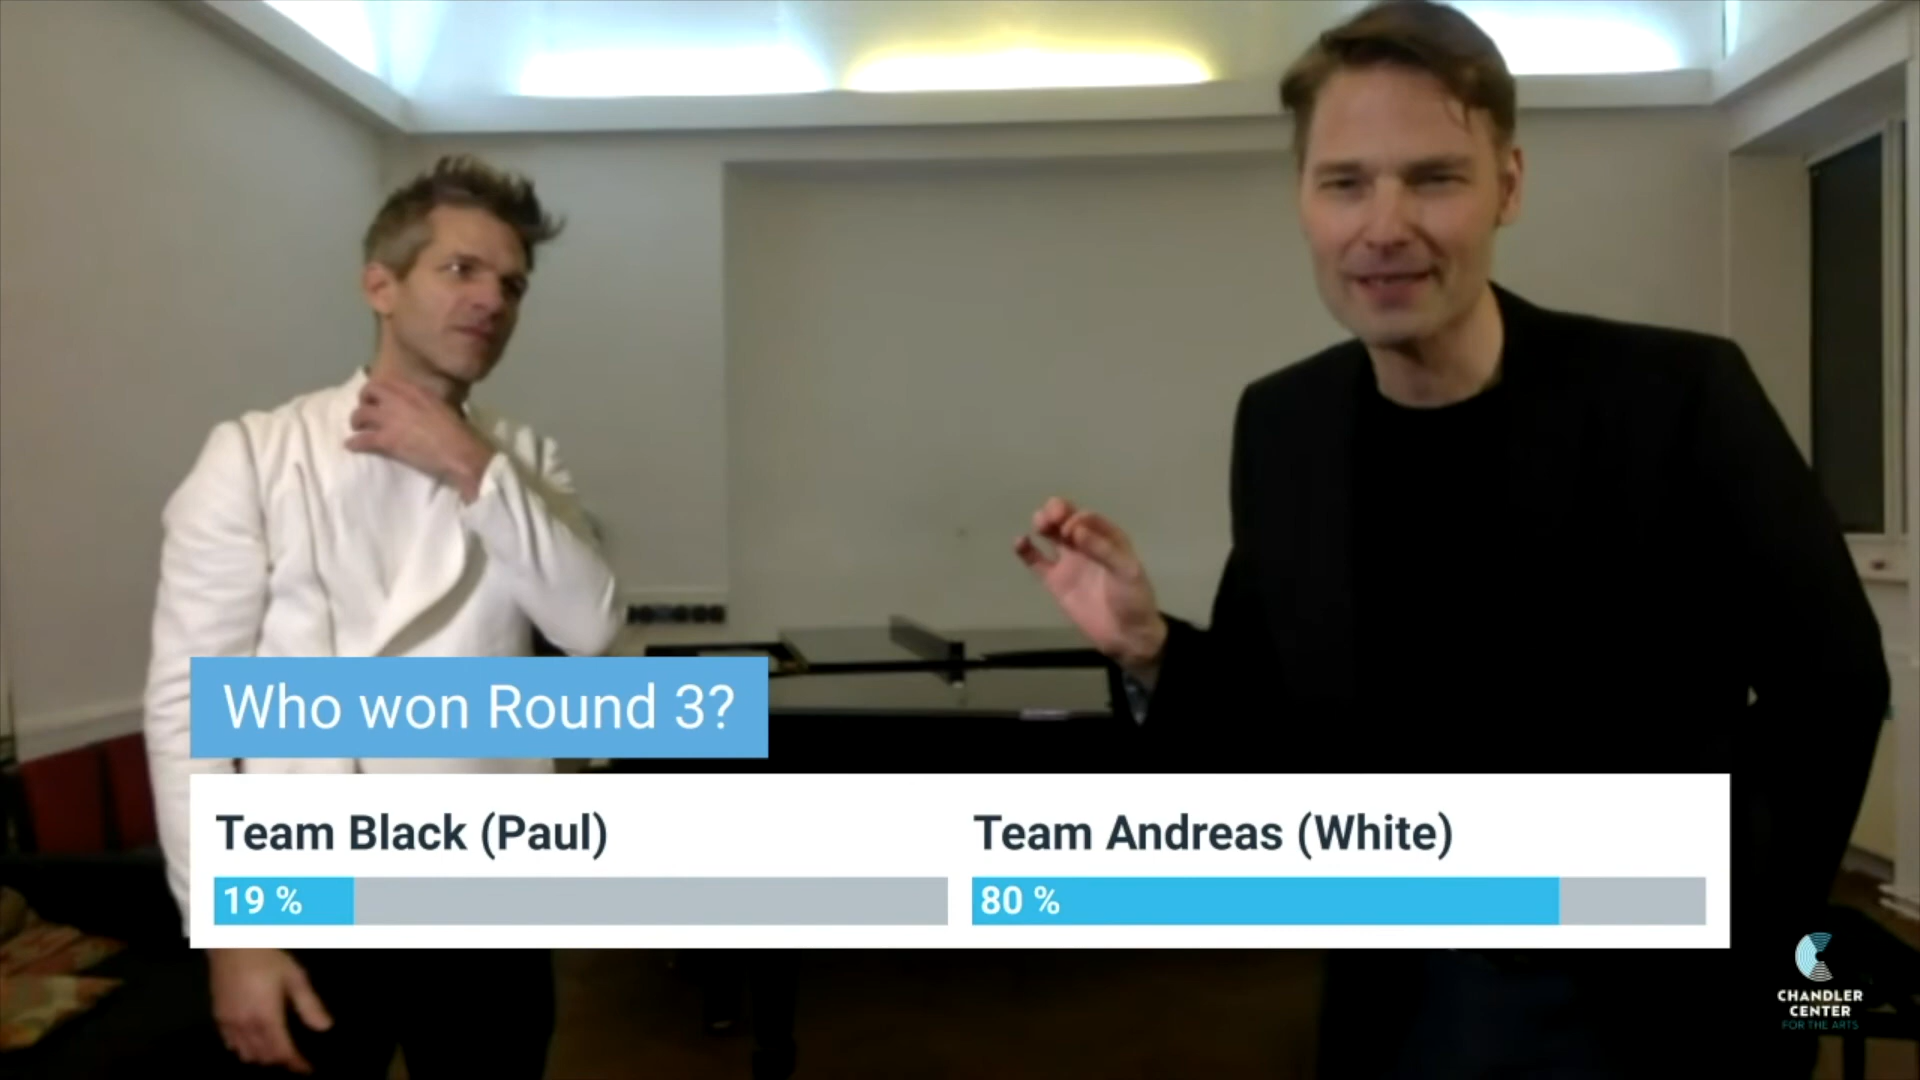 Who won Round 3?
Team Black (Paul)
Team Andreas (White)
19 %
80 %
CHANDLER
CENTER
FOR THE ARTS